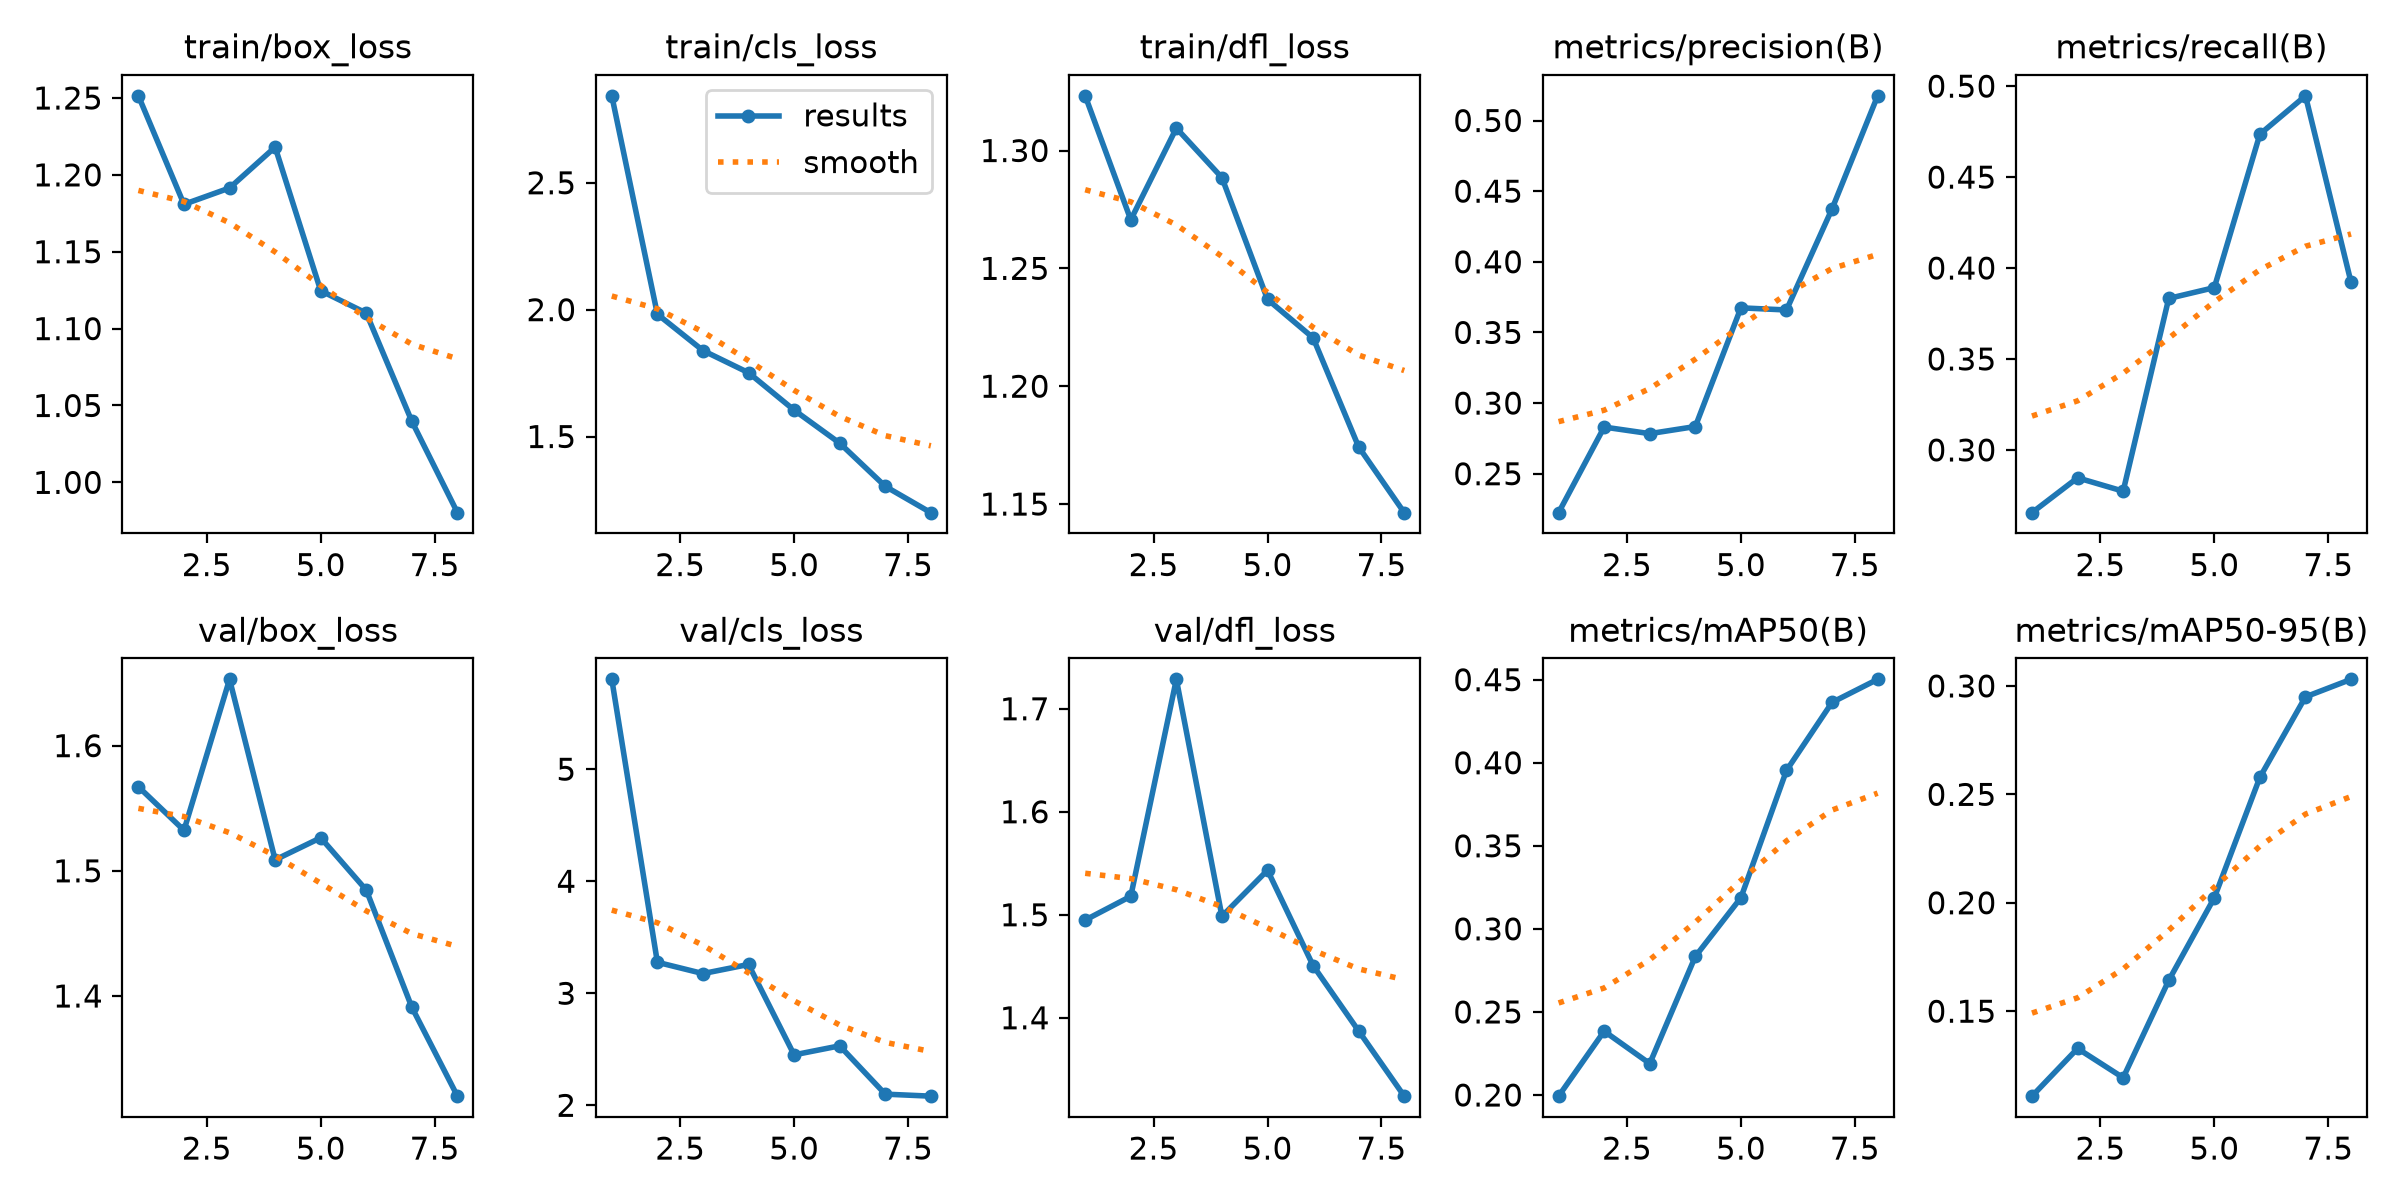 train/box_loss
1.25
1.20
1.15
1.10
1.05
1.00
2.5 5.0 7.5
train/cls_loss
results
smooth
2.5
2.0
1.5
2.5 5.0 7.5
train/dfl_loss
1.30
1.25
1.20
1.15
2.5 5.0 7.5
metrics/precision(B)
0.50
0.45
0.40
0.35
0.30
0.25
2.5 5.0 7.5
metrics/recall(B)
0.50
0.45
0.40
0.35
0.30
2.5 5.0 7.5
val/box_loss
1.6
1.5
1.4
2.5 5.0 7.5
val/cls_loss
5
4
3
2
2.5 5.0 7.5
val/dfl_loss
1.7
1.6
1.5
1.4
2.5 5.0 7.5
metrics/mAP50(B)
0.45
0.40
0.35
0.30
0.25
0.20
2.5 5.0 7.5
metrics/mAP50-95(B)
0.30
0.25
0.20
0.15
2.5 5.0 7.5